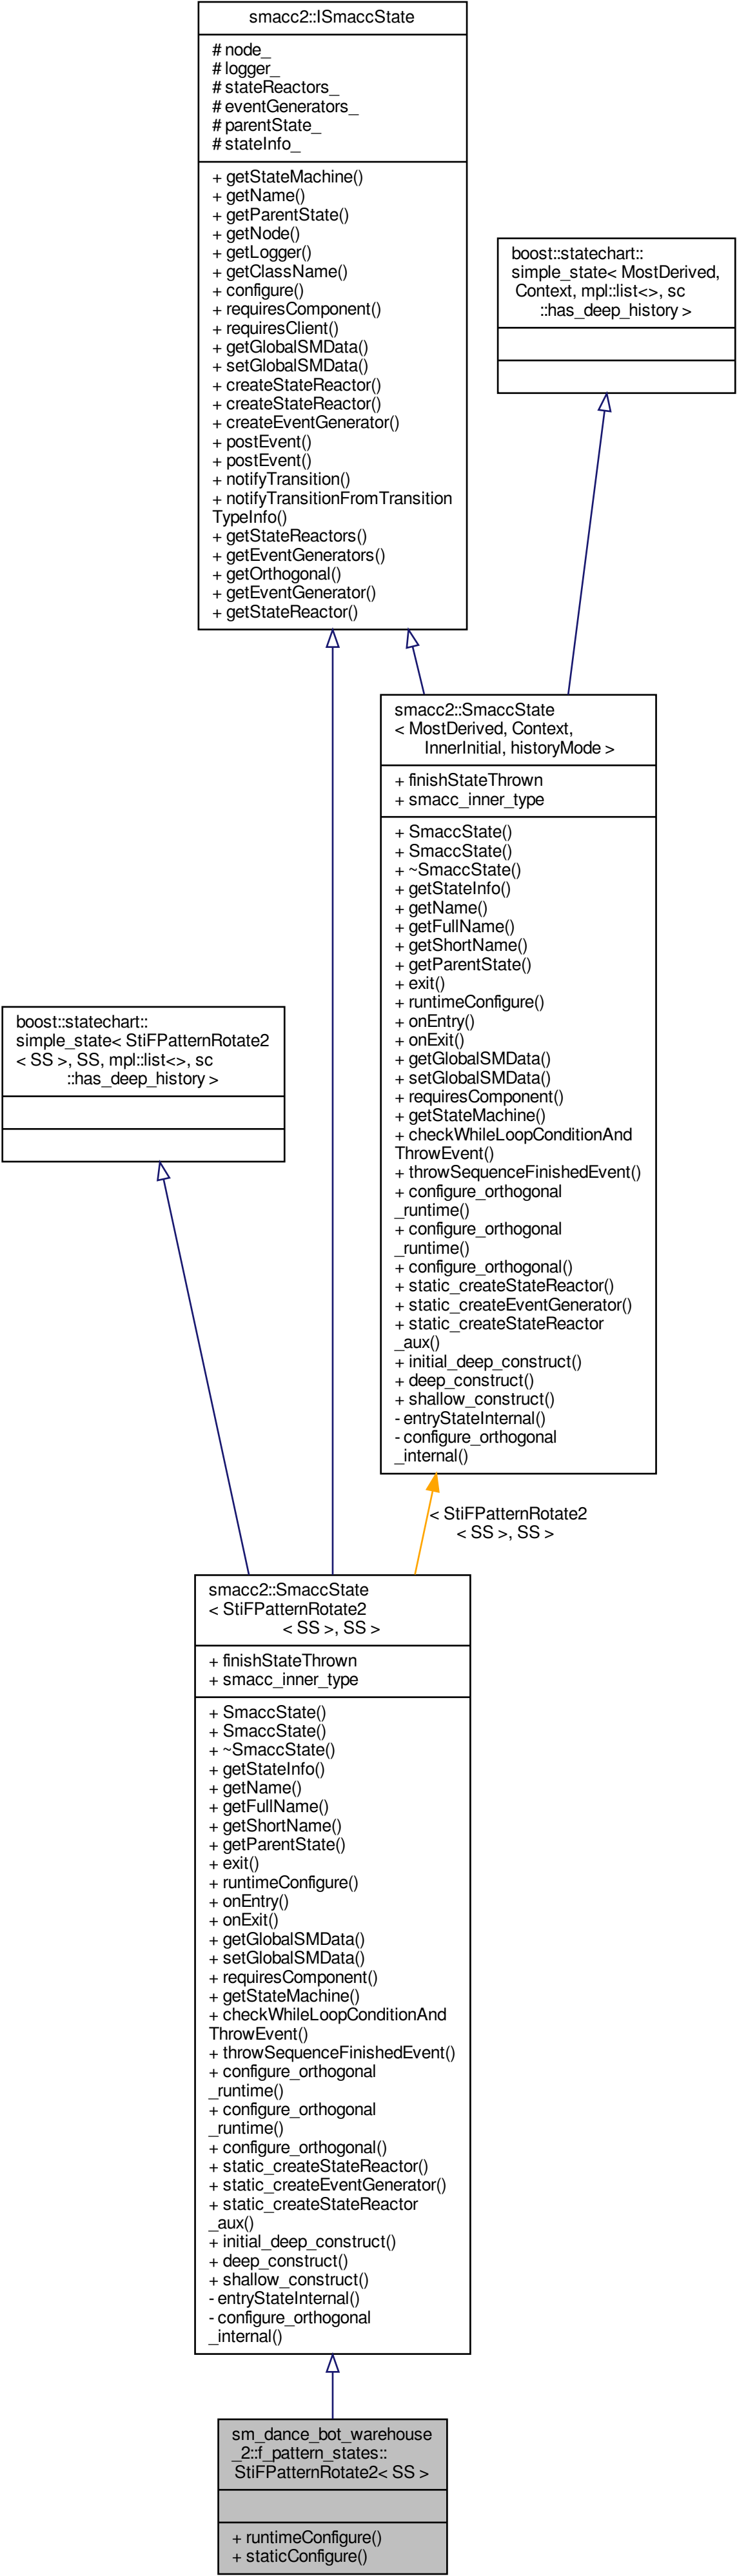 smacc2::ISmaccState
# node_
# logger_
# stateReactors_
# eventGenerators_
# parentState_
# stateInfo_
+ getStateMachine()
+ getName()
+ getParentState()
+ getNode()
+ getLogger()
+ getClassName()
+ configure()
+ requiresComponent()
+ requiresClient()
+ getGlobalSMData()
+ setGlobalSMData()
+ createStateReactor()
+ createStateReactor()
+ createEventGenerator()
+ postEvent()
+ postEvent()
+ notifyTransition()
+ notifyTransitionFromTransition
TypeInfo()
+ getStateReactors()
+ getEventGenerators()
+ getOrthogonal()
+ getEventGenerator()
+ getStateReactor()
boost::statechart::
simple_state< MostDerived,
Context, mpl::list<>, sc
::has_deep_history >
smacc2::SmaccState
< MostDerived, Context,
InnerInitial, historyMode >
+ finishStateThrown
+ smacc_inner_type
+ SmaccState()
+ SmaccState()
+ ~SmaccState()
+ getStateInfo()
+ getName()
+ getFullName()
+ getShortName()
+ getParentState()
+ exit()
+ runtimeConfigure()
+ onEntry()
+ onExit()
+ getGlobalSMData()
+ setGlobalSMData()
+ requiresComponent()
+ getStateMachine()
+ checkWhileLoopConditionAnd
ThrowEvent()
+ throwSequenceFinishedEvent()
+ configure_orthogonal
_runtime()
+ configure_orthogonal
_runtime()
+ configure_orthogonal()
+ static_createStateReactor()
+ static_createEventGenerator()
+ static_createStateReactor
_aux()
+ initial_deep_construct()
+ deep_construct()
+ shallow_construct()
- entryStateInternal()
- configure_orthogonal
_internal()
boost::statechart::
simple_state< StiFPatternRotate2
< SS >, SS, mpl::list<>, sc
::has_deep_history >
< StiFPatternRotate2
< SS >, SS >
smacc2::SmaccState
< StiFPatternRotate2
< SS >, SS >
+ finishStateThrown
+ smacc_inner_type
+ SmaccState()
+ SmaccState()
+ ~SmaccState()
+ getStateInfo()
+ getName()
+ getFullName()
+ getShortName()
+ getParentState()
+ exit()
+ runtimeConfigure()
+ onEntry()
+ onExit()
+ getGlobalSMData()
+ setGlobalSMData()
+ requiresComponent()
+ getStateMachine()
+ checkWhileLoopConditionAnd
ThrowEvent()
+ throwSequenceFinishedEvent()
+ configure_orthogonal
_runtime()
+ configure_orthogonal
_runtime()
+ configure_orthogonal()
+ static_createStateReactor()
+ static_createEventGenerator()
+ static_createStateReactor
_aux()
+ initial_deep_construct()
+ deep_construct()
+ shallow_construct()
- entryStateInternal()
- configure_orthogonal
_internal()
sm_dance_bot_warehouse
_2::f_pattern_states::
StiFPatternRotate2< SS >
+ runtimeConfigure()
+ staticConfigure()